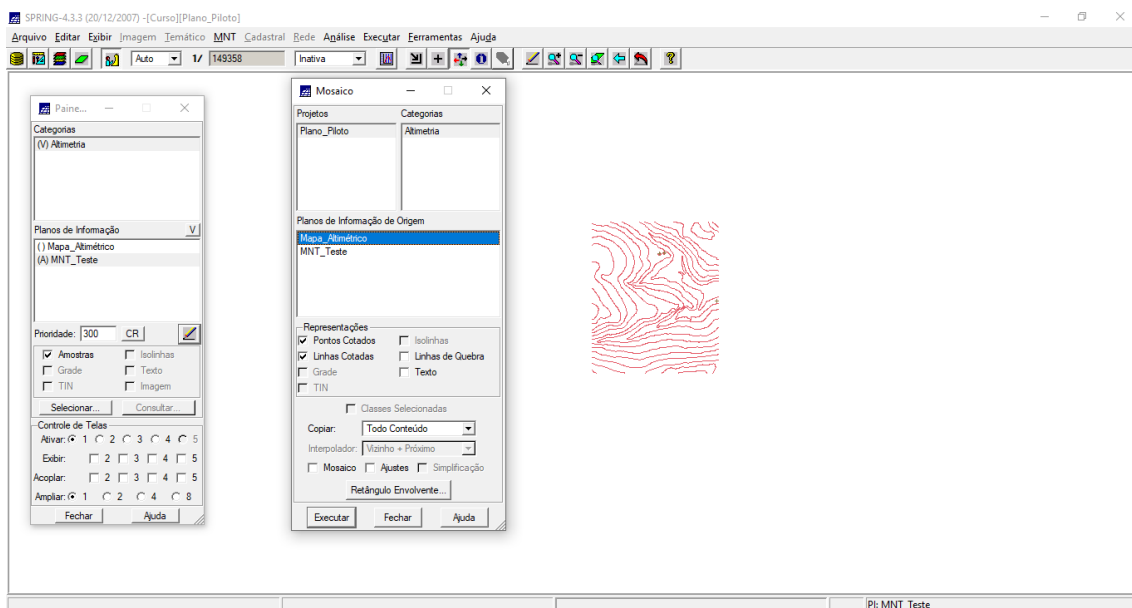 SPRING-4.3.3 (20/12/2007) -[Curso][Plano_Piloto]
Arquivo Editar Exibir Imagem Temático MNT Cadastral Rede Análise Executar Ferramentas Ajuda
Auto 1/ 149358 Inativa
Paine...
Categorias
(V) Altimetria
Planos de Informação V
( ) Mapa_Altimétrico
(A) MNT_Teste
Prioridade: 300 CR
Amostras Isolinhas
Grade Texto
TIN Imagem
Selecionar... Consultar...
Controle de Telas
Ativar: 1 2 3 4 5
Exibir: 2 3 4 5
Acoplar: 2 3 4 5
Ampliar: 1 2 4 8
Fechar Ajuda
Mosaico
Projetos Categorias
Plano_Piloto Altimetria
Planos de Informação de Origem
Mapa_Altimétrico
MNT_Teste
Representações
Pontos Cotados Isolinhas
Linhas Cotadas Linhas de Quebra
Grade Texto
TIN
Classes Selecionadas
Copiar: Todo Conteúdo
Interpolador: Vizinho + Próximo
Mosaico Ajustes Simplificação
Retângulo Envolvente...
Executar Fechar Ajuda
PI: MNT_Teste